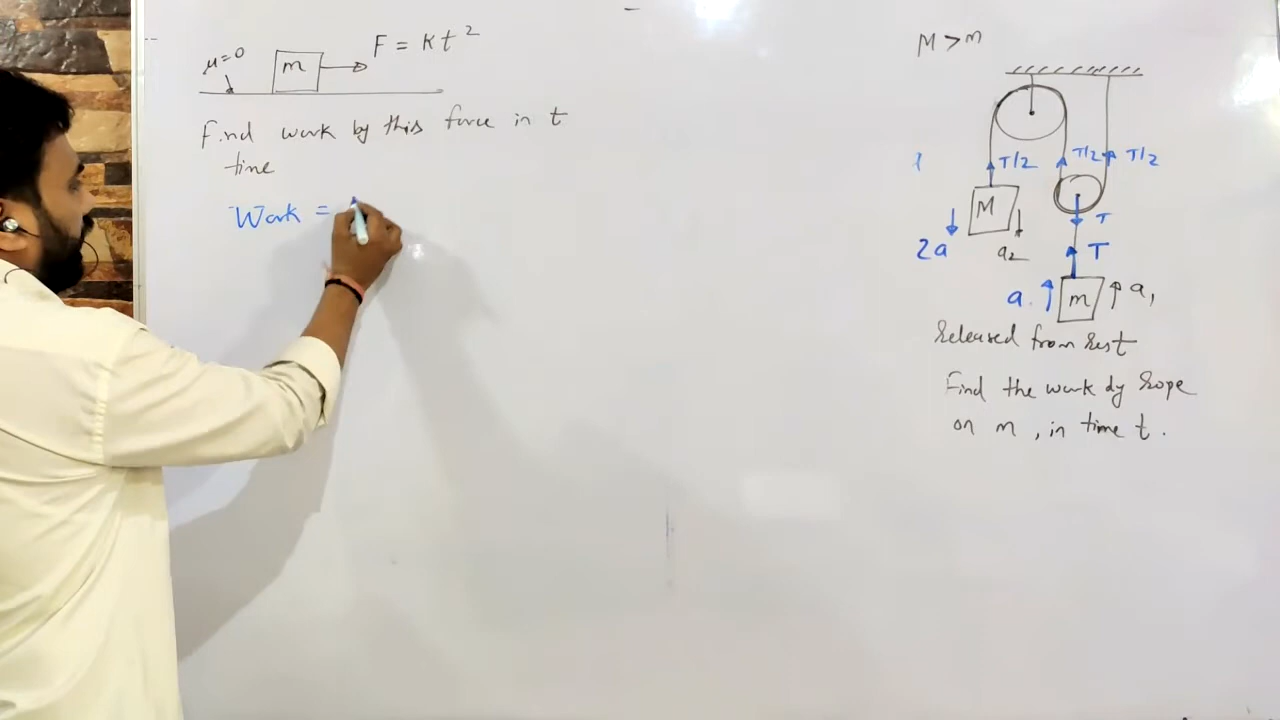 μ=0
m
F = Kt²
Find work by this force in t
time
Work =
M > m
T/2
T/2
T/2
M
T
2a
a₂
T
a
m
a₁
Released from Rest
Find the work dy Rope
on m , in time t .